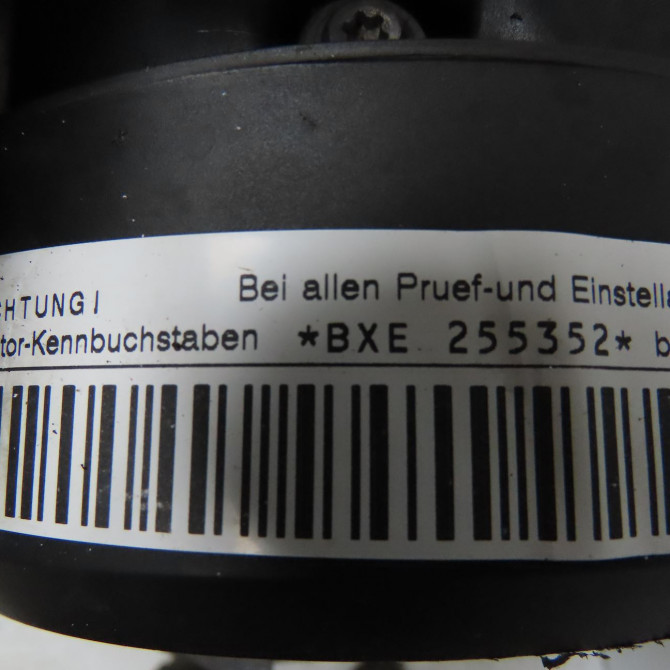 CHTUNG! Bei allen Pruef-und Einstella
tor-Kennbuchstaben *BXE 255352* b